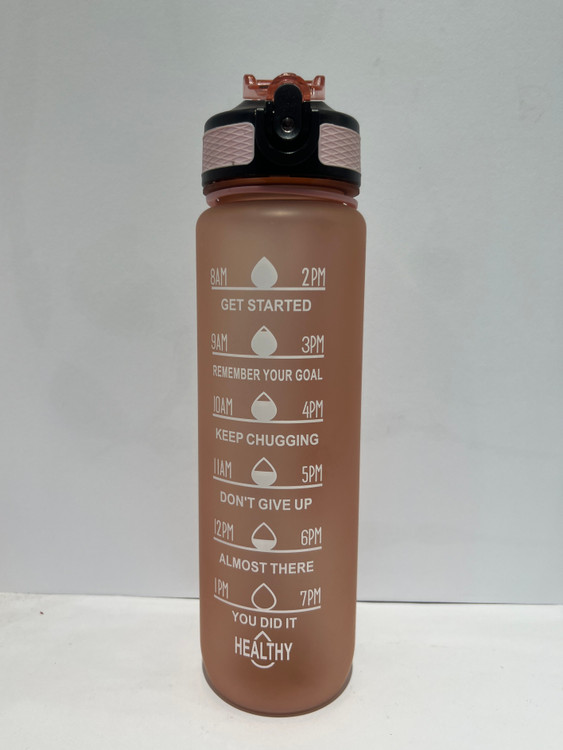 8AM 2PM
GET STARTED
9AM 3PM
REMEMBER YOUR GOAL
10AM 4PM
KEEP CHUGGING
11AM 5PM
DON'T GIVE UP
12PM 6PM
ALMOST THERE
1PM 7PM
YOU DID IT
HEALTHY